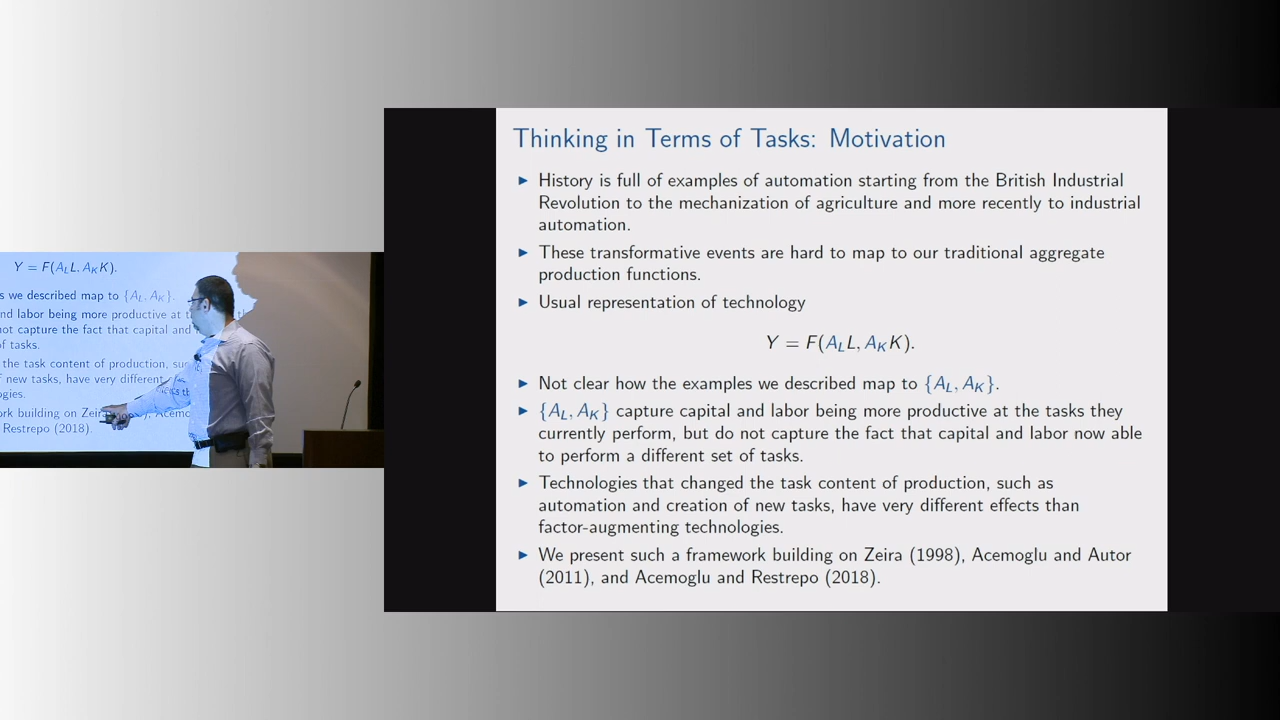 Thinking in Terms of Tasks: Motivation
► History is full of examples of automation starting from the British Industrial
Revolution to the mechanization of agriculture and more recently to industrial
automation.
► These transformative events are hard to map to our traditional aggregate
production functions.
► Usual representation of technology
Y = F(A_L L, A_K K).
► Not clear how the examples we described map to {A_L, A_K}.
► {A_L, A_K} capture capital and labor being more productive at the tasks they
currently perform, but do not capture the fact that capital and labor now able
to perform a different set of tasks.
► Technologies that changed the task content of production, such as
automation and creation of new tasks, have very different effects than
factor-augmenting technologies.
► We present such a framework building on Zeira (1998), Acemoglu and Autor
(2011), and Acemoglu and Restrepo (2018).
Y = F(A_L L, A_K K).
s we described map to {A_L, A_K}.
nd labor being more productive at t
not capture the fact that capital and
of tasks.
the task content of production, suc
f new tasks, have very different
ogies.
rk building on Zeir
Restrepo (2018).